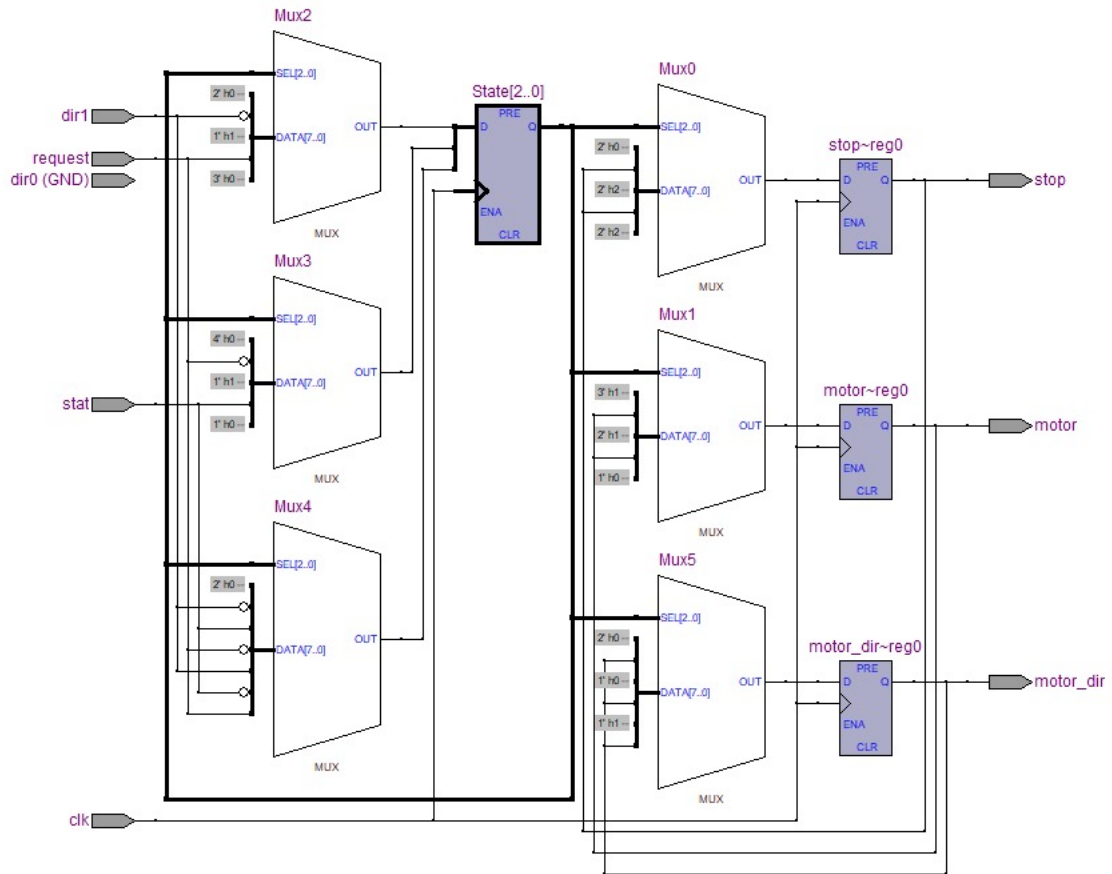 Mux2
SEL[2..0]
2' h0 --
dir1
1' h1 --
DATA[7..0]
OUT
request
dir0 (GND)
3' h0 --
MUX
State[2..0]
PRE
D
Q
ENA
CLR
Mux0
SEL[2..0]
2' h0 --
2' h2 --
DATA[7..0]
OUT
2' h2 --
MUX
stop~reg0
PRE
D
Q
ENA
CLR
stop
Mux3
SEL[2..0]
4' h0 --
1' h1 --
DATA[7..0]
OUT
stat
1' h0 --
MUX
Mux1
SEL[2..0]
3' h1 --
2' h1 --
DATA[7..0]
OUT
1' h0 --
MUX
motor~reg0
PRE
D
Q
ENA
CLR
motor
Mux4
SEL[2..0]
2' h0 --
DATA[7..0]
OUT
MUX
Mux5
SEL[2..0]
2' h0 --
1' h0 --
DATA[7..0]
OUT
1' h1 --
MUX
motor_dir~reg0
PRE
D
Q
ENA
CLR
motor_dir
clk